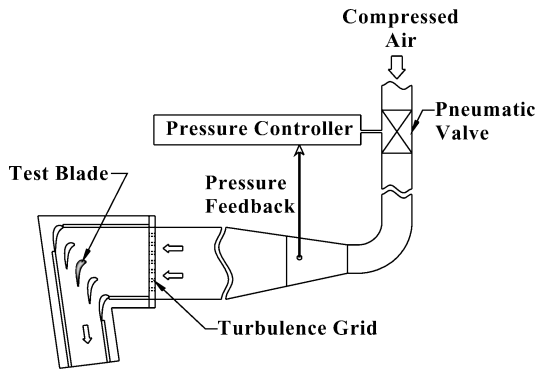 Compressed
Air
Pneumatic
Valve
Pressure Controller
Test Blade
Pressure
Feedback
Turbulence Grid